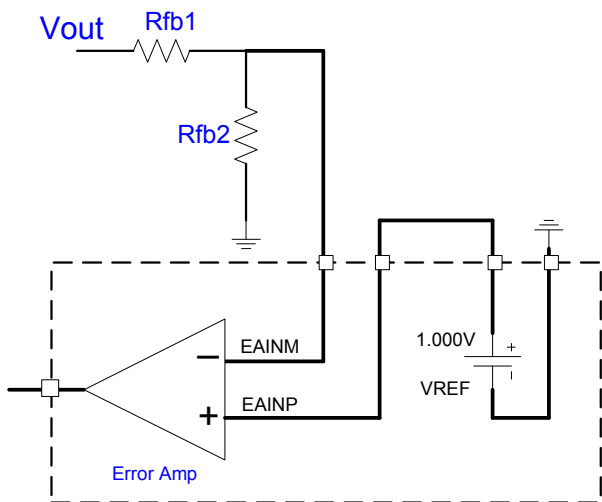 Vout
Rfb1
Rfb2
1.000V
+
−
EAINM
VREF
−
+
EAINP
Error Amp